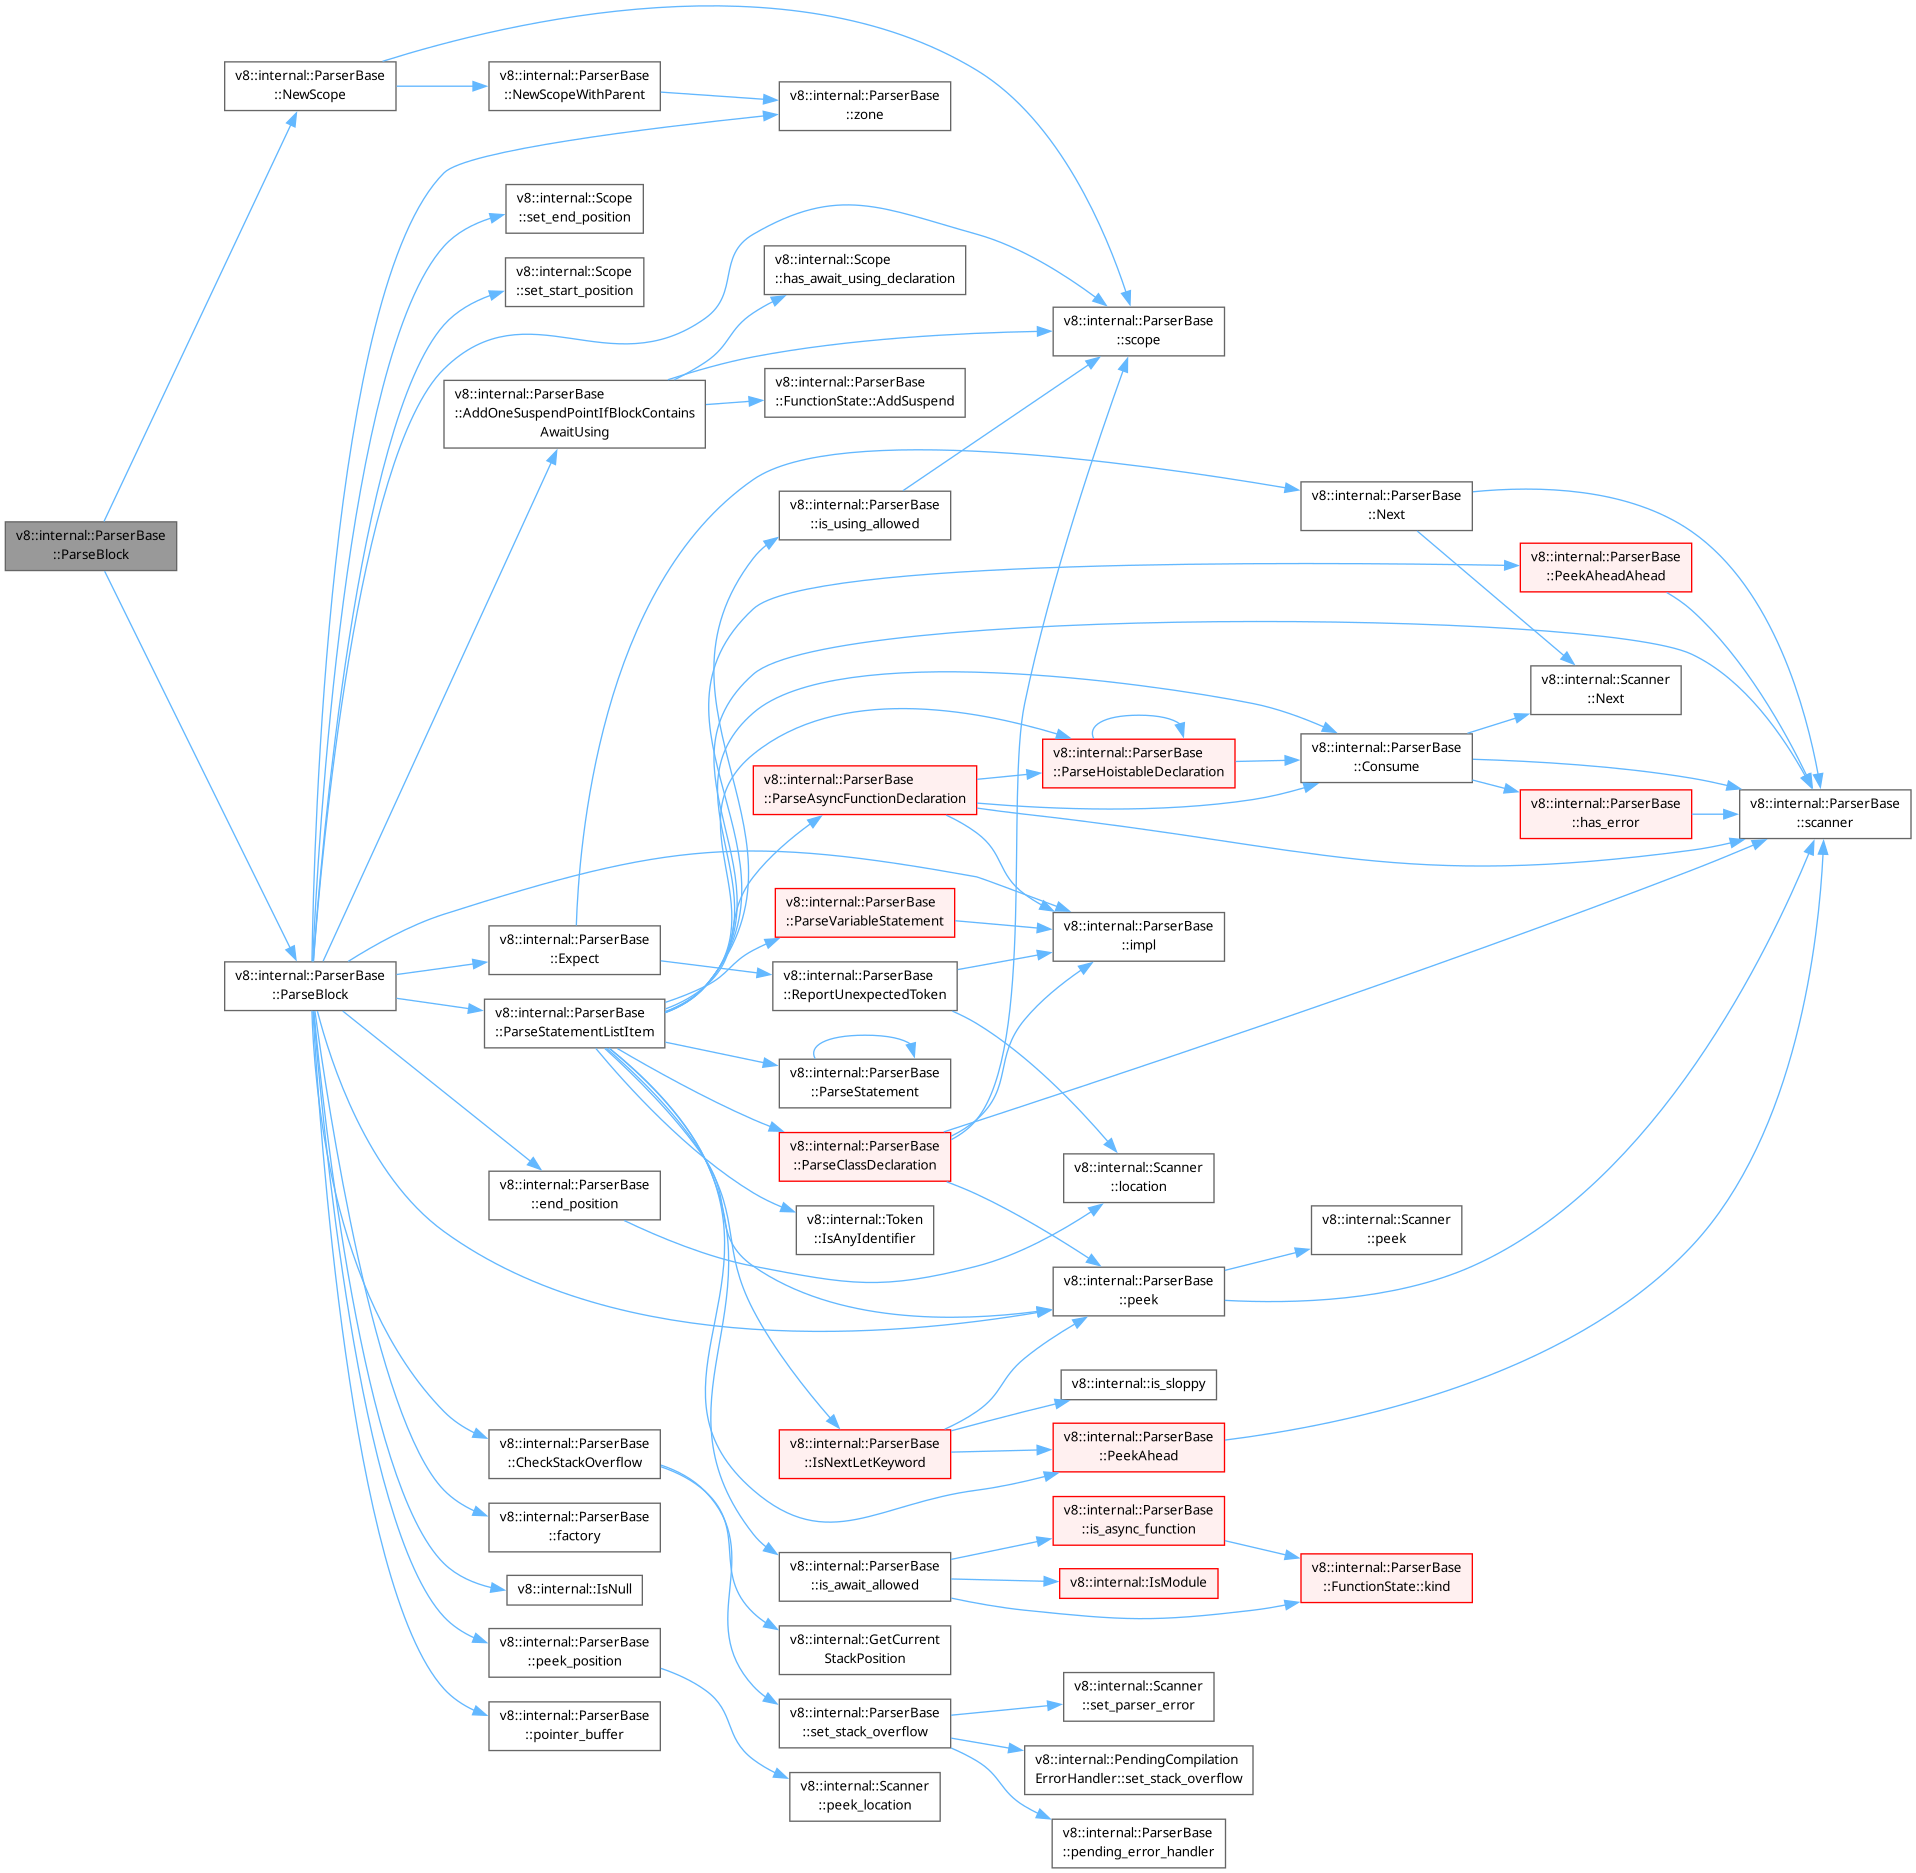 v8::internal::ParserBase
::ParseBlock
v8::internal::ParserBase
::NewScope
v8::internal::ParserBase
::ParseBlock
v8::internal::ParserBase
::NewScopeWithParent
v8::internal::Scope
::set_end_position
v8::internal::Scope
::set_start_position
v8::internal::ParserBase
::AddOneSuspendPointIfBlockContains
AwaitUsing
v8::internal::ParserBase
::Expect
v8::internal::ParserBase
::ParseStatementListItem
v8::internal::ParserBase
::end_position
v8::internal::ParserBase
::CheckStackOverflow
v8::internal::ParserBase
::factory
v8::internal::IsNull
v8::internal::ParserBase
::peek_position
v8::internal::ParserBase
::pointer_buffer
v8::internal::ParserBase
::zone
v8::internal::Scope
::has_await_using_declaration
v8::internal::ParserBase
::FunctionState::AddSuspend
v8::internal::ParserBase
::is_using_allowed
v8::internal::ParserBase
::ParseAsyncFunctionDeclaration
v8::internal::ParserBase
::ParseVariableStatement
v8::internal::ParserBase
::ReportUnexpectedToken
v8::internal::ParserBase
::ParseStatement
v8::internal::ParserBase
::ParseClassDeclaration
v8::internal::Token
::IsAnyIdentifier
v8::internal::ParserBase
::IsNextLetKeyword
v8::internal::ParserBase
::is_await_allowed
v8::internal::GetCurrent
StackPosition
v8::internal::ParserBase
::set_stack_overflow
v8::internal::Scanner
::peek_location
v8::internal::ParserBase
::scope
v8::internal::ParserBase
::ParseHoistableDeclaration
v8::internal::ParserBase
::impl
v8::internal::Scanner
::location
v8::internal::ParserBase
::peek
v8::internal::is_sloppy
v8::internal::ParserBase
::PeekAhead
v8::internal::ParserBase
::is_async_function
v8::internal::IsModule
v8::internal::Scanner
::set_parser_error
v8::internal::PendingCompilation
ErrorHandler::set_stack_overflow
v8::internal::ParserBase
::pending_error_handler
v8::internal::ParserBase
::Next
v8::internal::ParserBase
::Consume
v8::internal::Scanner
::peek
v8::internal::ParserBase
::FunctionState::kind
v8::internal::ParserBase
::PeekAheadAhead
v8::internal::Scanner
::Next
v8::internal::ParserBase
::has_error
v8::internal::ParserBase
::scanner